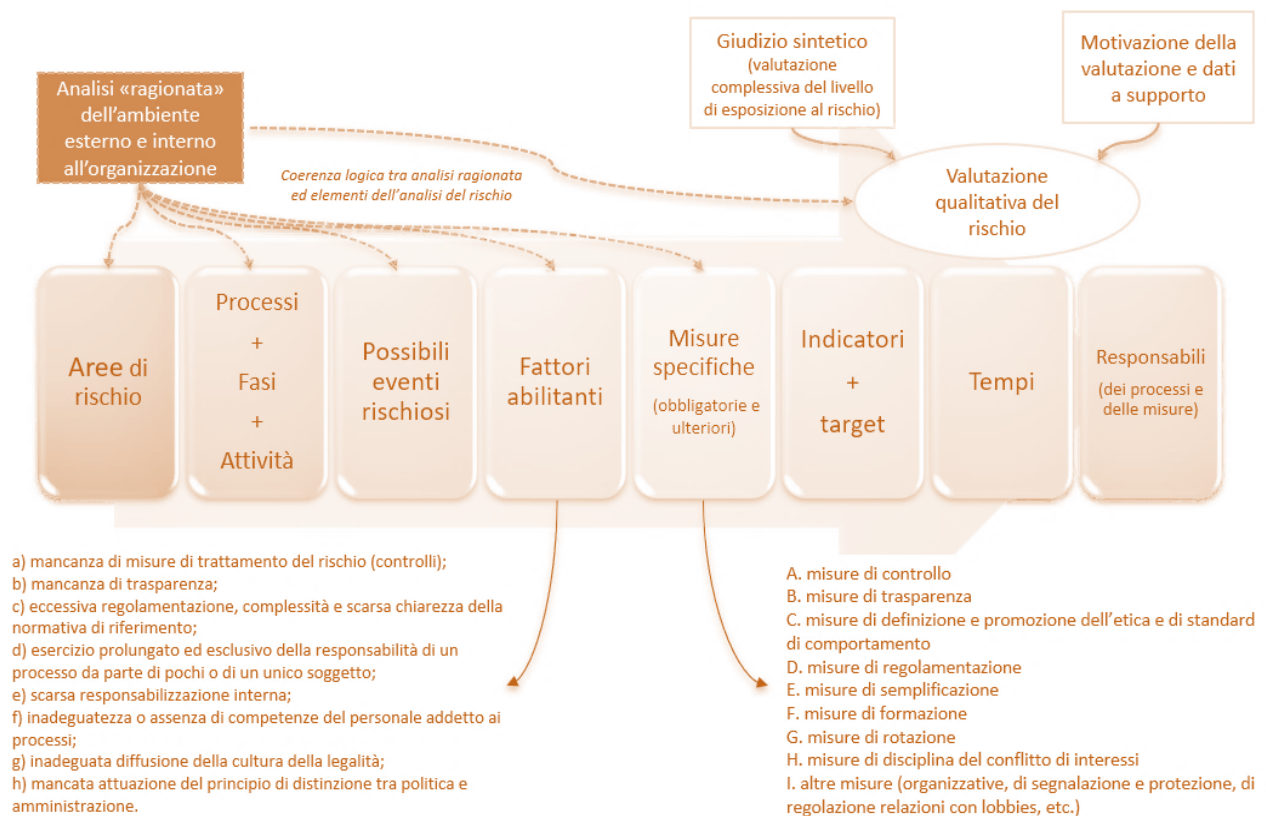 Giudizio sintetico
(valutazione
complessiva del livello
di esposizione al rischio)
Motivazione della
valutazione e dati
a supporto
Analisi «ragionata»
dell'ambiente
esterno e interno
all'organizzazione
Coerenza logica tra analisi ragionata
ed elementi dell'analisi del rischio
Valutazione
qualitativa del
rischio
Aree di
rischio
Processi
+
Fasi
+
Attività
Possibili
eventi
rischiosi
Fattori
abilitanti
Misure
specifiche
(obbligatorie e
ulteriori)
Indicatori
+
target
Tempi
Responsabili
(dei processi e
delle misure)
a) mancanza di misure di trattamento del rischio (controlli);
b) mancanza di trasparenza;
c) eccessiva regolamentazione, complessità e scarsa chiarezza della
normativa di riferimento;
d) esercizio prolungato ed esclusivo della responsabilità di un
processo da parte di pochi o di un unico soggetto;
e) scarsa responsabilizzazione interna;
f) inadeguatezza o assenza di competenze del personale addetto ai
processi;
g) inadeguata diffusione della cultura della legalità;
h) mancata attuazione del principio di distinzione tra politica e
amministrazione.
A. misure di controllo
B. misure di trasparenza
C. misure di definizione e promozione dell'etica e di standard
di comportamento
D. misure di regolamentazione
E. misure di semplificazione
F. misure di formazione
G. misure di rotazione
H. misure di disciplina del conflitto di interessi
I. altre misure (organizzative, di segnalazione e protezione, di
regolazione relazioni con lobbies, etc.)